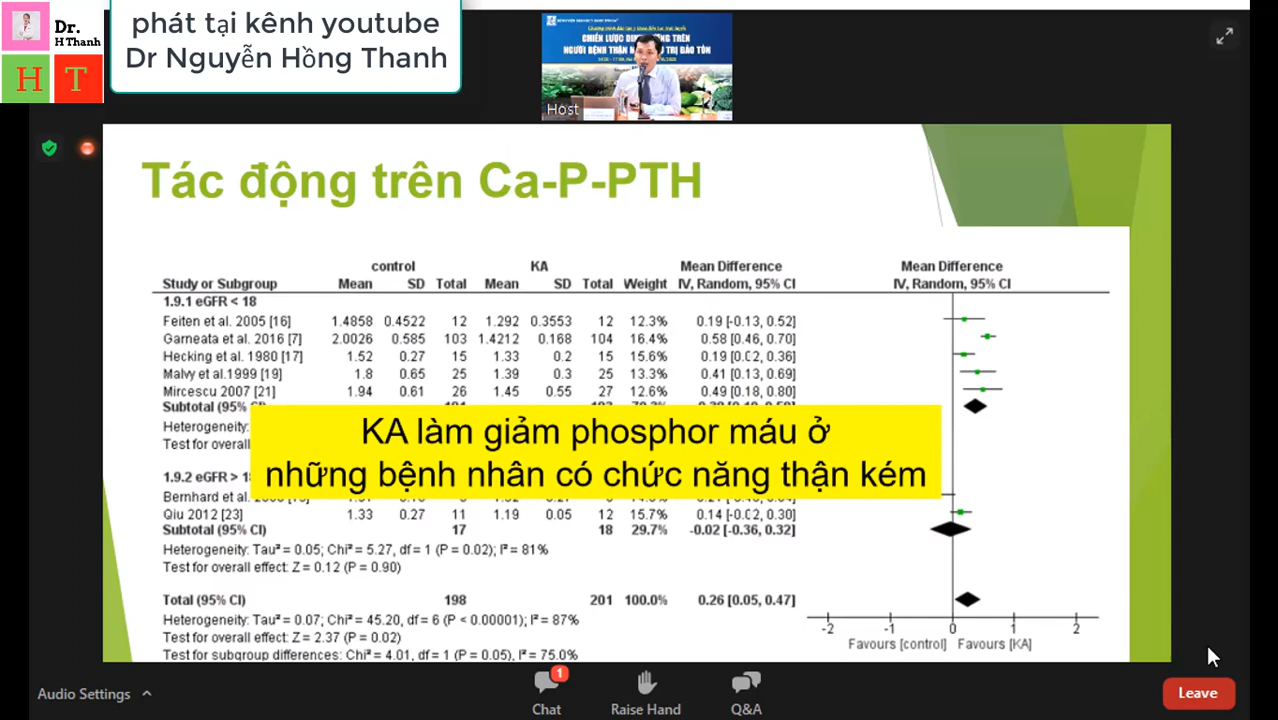 Dr.
H Thanh
H T
phát tại kênh youtube
Dr Nguyễn Hồng Thanh
CHIẾN LƯỢC DINH DƯỠNG TRÊN
Host
Tác động trên Ca-P-PTH
control KA Mean Difference Mean Difference
Study or Subgroup Mean SD Total Mean SD Total Weight IV, Random, 95% CI IV, Random, 95% CI
1.9.1 eGFR < 18
Feiten et al. 2005 [16] 1.4858 0.4522 12 1.292 0.3553 12 12.3% 0.19 [-0.13, 0.52]
Garneata et al. 2016 [7] 2.0026 0.585 103 1.4212 0.168 104 16.4% 0.58 [0.46, 0.70]
Hecking et al. 1980 [17] 1.52 0.27 15 1.33 0.2 15 15.6% 0.19 [0.02, 0.36]
Malvy et al.1999 [19] 1.8 0.65 25 1.39 0.3 25 13.3% 0.41 [0.13, 0.69]
Mircescu 2007 [21] 1.94 0.61 26 1.45 0.55 27 12.6% 0.49 [0.18, 0.80]
Subtotal (95% CI)
KA làm giảm phosphor máu ở
những bệnh nhân có chức năng thận kém
Heterogeneity:
Test for overall
1.9.2 eGFR >
Bernhard et al.
Qiu 2012 [23] 1.33 0.27 11 1.19 0.05 12 15.7% 0.14 [-0.02, 0.30]
Subtotal (95% CI) 17 18 29.7% -0.02 [-0.36, 0.32]
Heterogeneity: Tau² = 0.05; Chi² = 5.27, df = 1 (P = 0.02); I² = 81%
Test for overall effect: Z = 0.12 (P = 0.90)
Total (95% CI) 198 201 100.0% 0.26 [0.05, 0.47]
Heterogeneity: Tau² = 0.07; Chi² = 45.20, df = 6 (P < 0.00001); I² = 87%
Test for overall effect: Z = 2.37 (P = 0.02)
Test for subgroup differences: Chi² = 4.01, df = 1 (P = 0.05), I² = 75.0%
-2 -1 0 1 2
Favours [control] Favours [KA]
Audio Settings
1
Chat
Raise Hand
Q&A
Leave